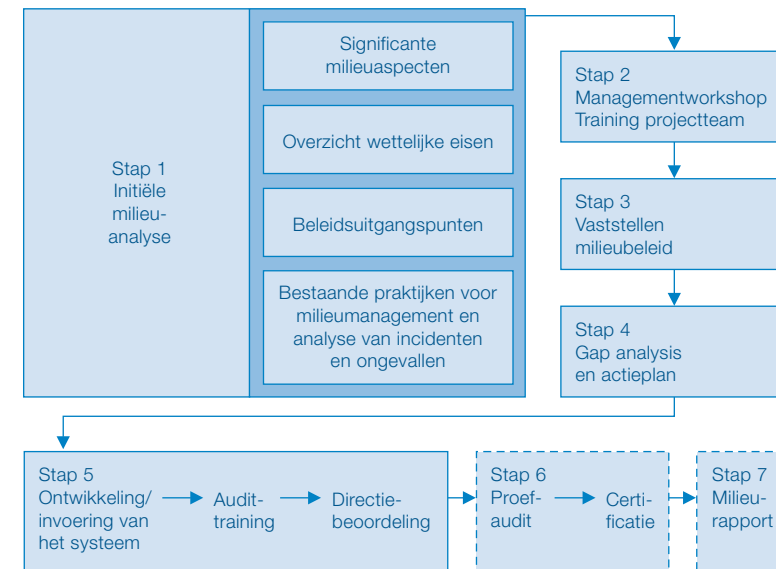 Stap 1
Initiële
milieu-
analyse
Significante
milieuaspecten
Overzicht wettelijke eisen
Beleidsuitgangspunten
Bestaande praktijken voor
milieumanagement en
analyse van incidenten
en ongevallen
Stap 2
Managementworkshop
Training projectteam
Stap 3
Vaststellen
milieubeleid
Stap 4
Gap analysis
en actieplan
Stap 5
Ontwikkeling/
invoering van
het systeem
Audit-
training
Directie-
beoordeling
Stap 6
Proef-
audit
Certi-
ficatie
Stap 7
Milieu-
rapport